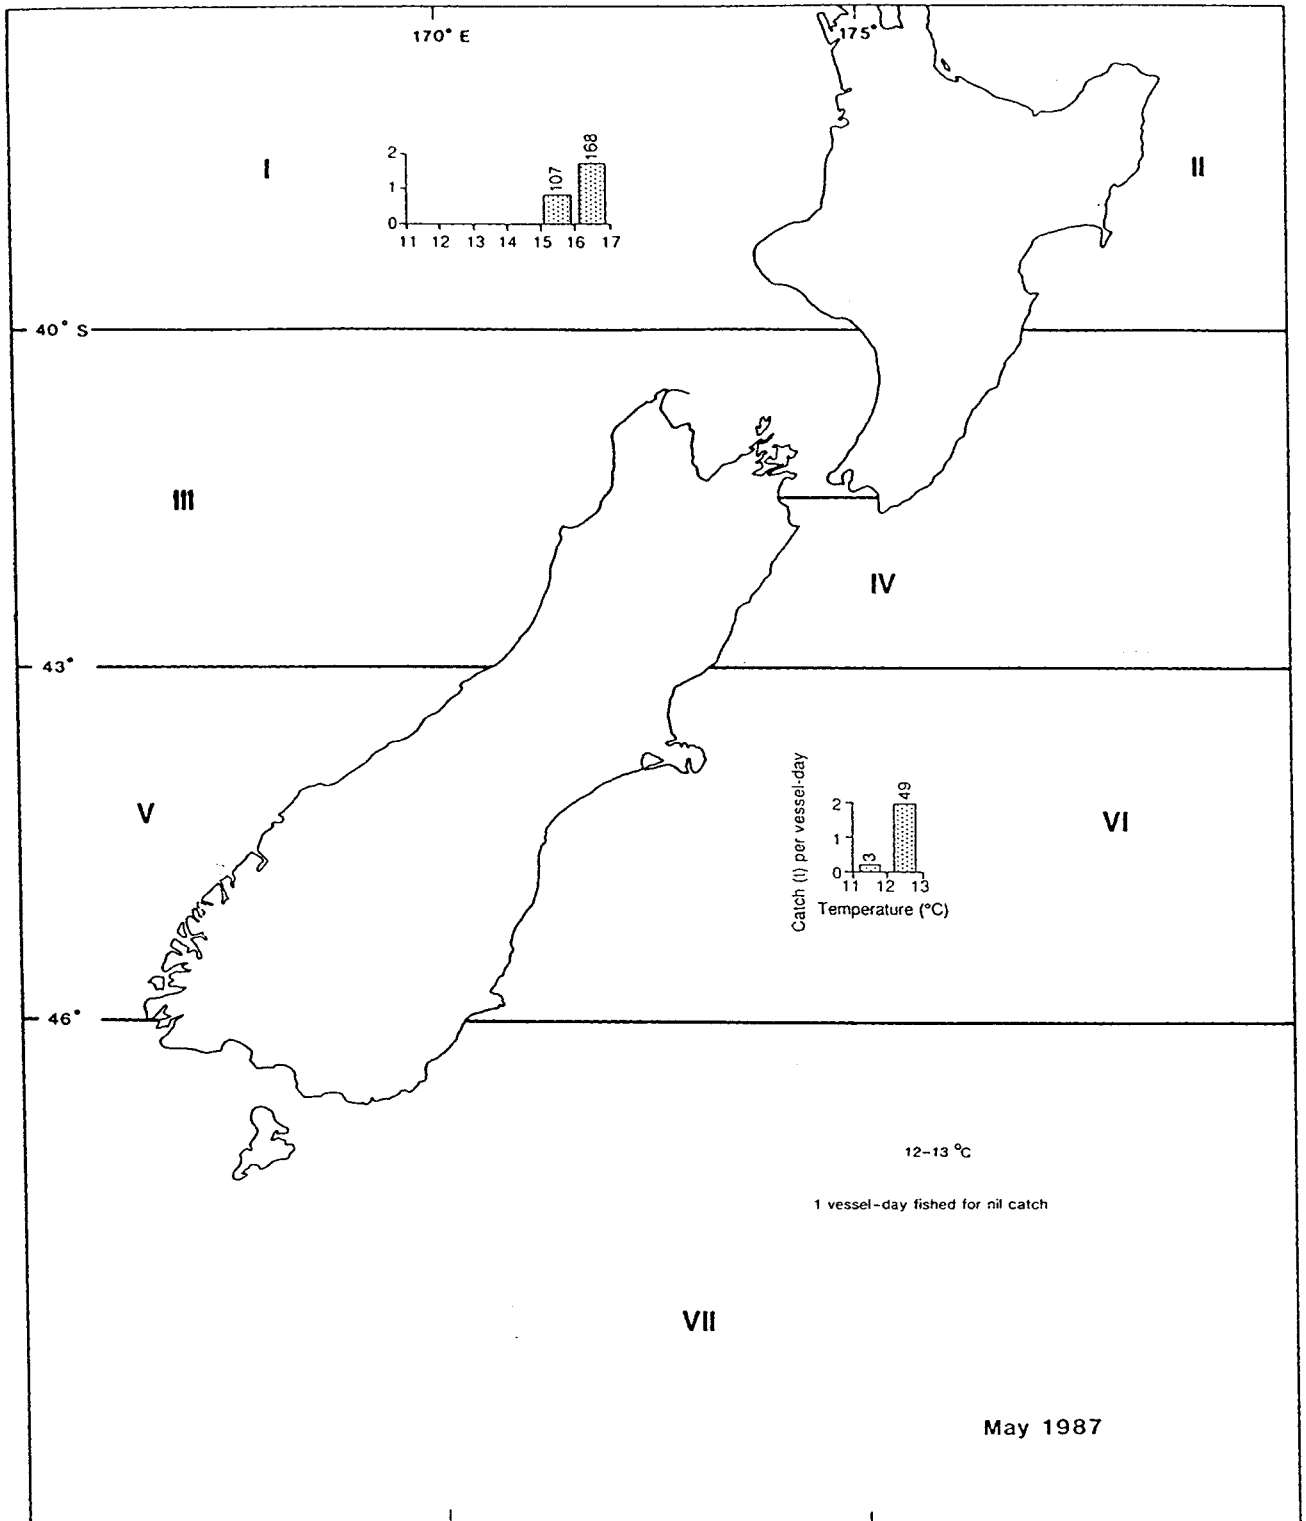 170° E
175°
I
II
168
107
2
1
0
11 12 13 14 15 16 17
40° S
III
IV
43°
V
VI
Catch (t) per vessel-day
49
3
2
1
0
11 12 13
Temperature (°C)
46°
12-13 °C
1 vessel-day fished for nil catch
VII
May 1987